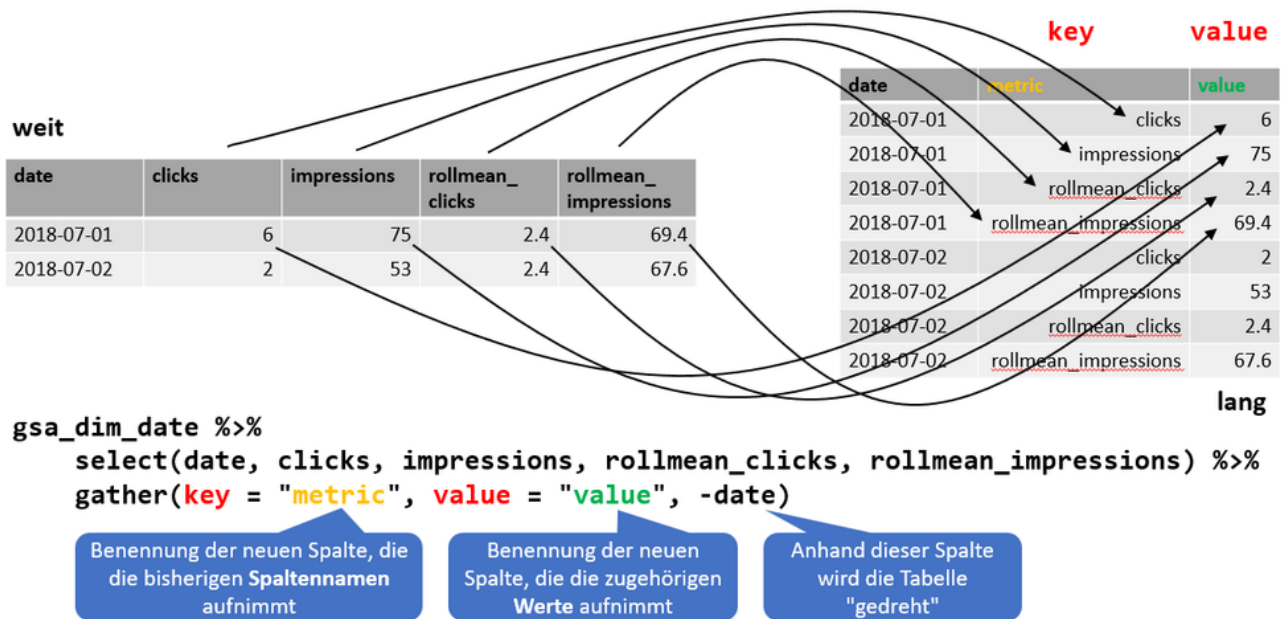 key value
weit
date clicks impressions rollmean_ rollmean_
clicks impressions
2018-07-01 6 75 2.4 69.4
2018-07-02 2 53 2.4 67.6
date metric value
2018-07-01 clicks 6
2018-07-01 impressions 75
2018-07-01 rollmean_clicks 2.4
2018-07-01 rollmean_impressions 69.4
2018-07-02 clicks 2
2018-07-02 impressions 53
2018-07-02 rollmean_clicks 2.4
2018-07-02 rollmean_impressions 67.6
lang
gsa_dim_date %>%
select(date, clicks, impressions, rollmean_clicks, rollmean_impressions) %>%
gather(key = "metric", value = "value", -date)
Benennung der neuen Spalte, die
die bisherigen Spaltennamen
aufnimmt
Benennung der neuen
Spalte, die die zugehörigen
Werte aufnimmt
Anhand dieser Spalte
wird die Tabelle
"gedreht"